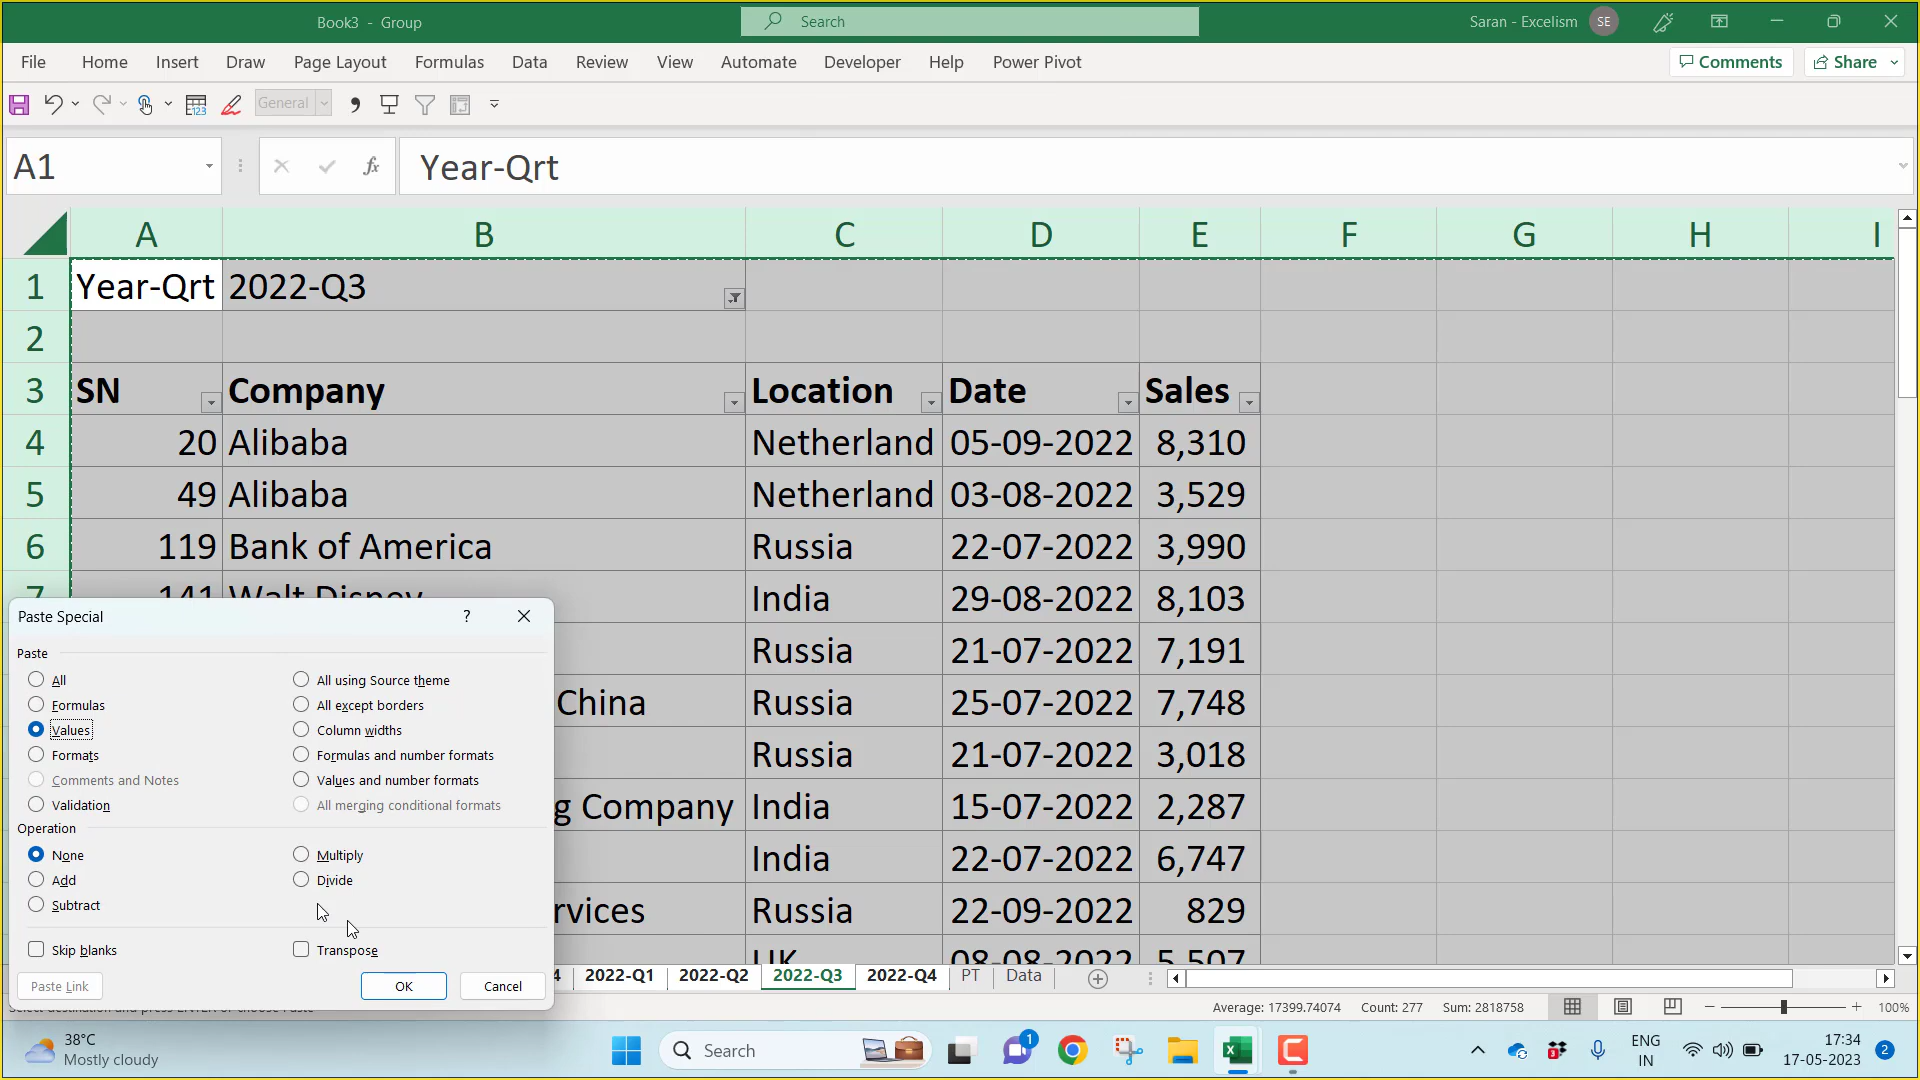 Book3 - Group
Search
Saran - Excelism
SE
File Home Insert Draw Page Layout Formulas Data Review View Automate Developer Help Power Pivot
Comments
Share
General
A1
fx
Year-Qrt
A B C D E F G H I
1 Year-Qrt 2022-Q3
2
3 SN Company Location Date Sales
4 20 Alibaba Netherland 05-09-2022 8,310
5 49 Alibaba Netherland 03-08-2022 3,529
6 119 Bank of America Russia 22-07-2022 3,990
7 141 Walt Disney India 29-08-2022 8,103
Russia 21-07-2022 7,191
China Russia 25-07-2022 7,748
Russia 21-07-2022 3,018
g Company India 15-07-2022 2,287
India 22-07-2022 6,747
rvices Russia 22-09-2022 829
UK 08-08-2022 5,507
Paste Special
?
Paste
All
All using Source theme
Formulas
All except borders
Values
Column widths
Formats
Formulas and number formats
Comments and Notes
Values and number formats
Validation
All merging conditional formats
Operation
None
Multiply
Add
Divide
Subtract
Skip blanks
Transpose
Paste Link
OK
Cancel
4 2022-Q1 2022-Q2 2022-Q3 2022-Q4 PT Data
Select destination and press ENTER or choose Paste
Average: 17399.74074 Count: 277 Sum: 2818758
100%
38°C
Mostly cloudy
Search
1
ENG
IN
17:34
17-05-2023
2